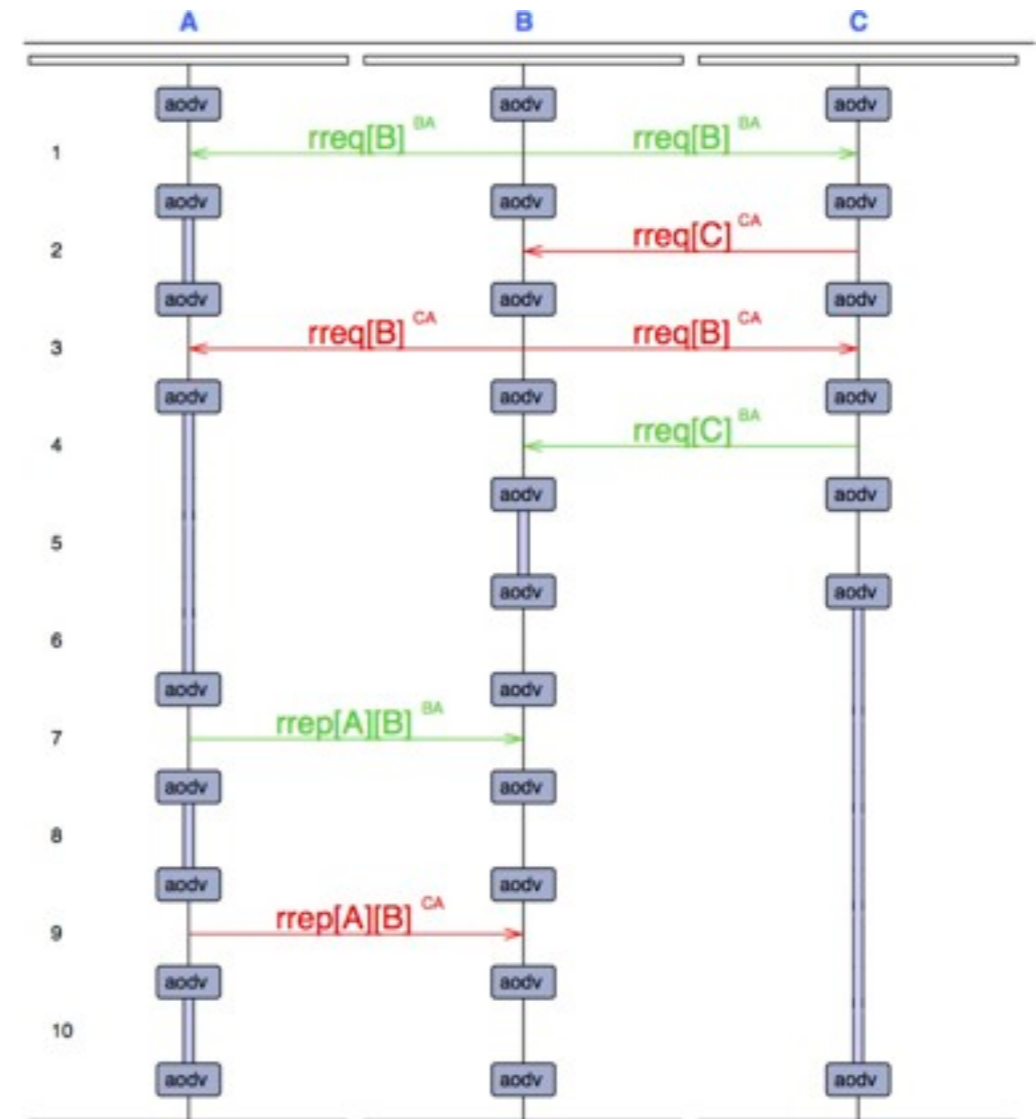 A B C
aodv aodv aodv
1 rreq[B] BA rreq[B] BA
aodv aodv aodv
2 rreq[C] CA
aodv aodv aodv
3 rreq[B] CA rreq[B] CA
aodv aodv aodv
4 rreq[C] BA
aodv aodv
5
aodv aodv
6
aodv aodv
7 rrep[A][B] BA
aodv aodv
8
aodv aodv
9 rrep[A][B] CA
aodv aodv
10
aodv aodv aodv